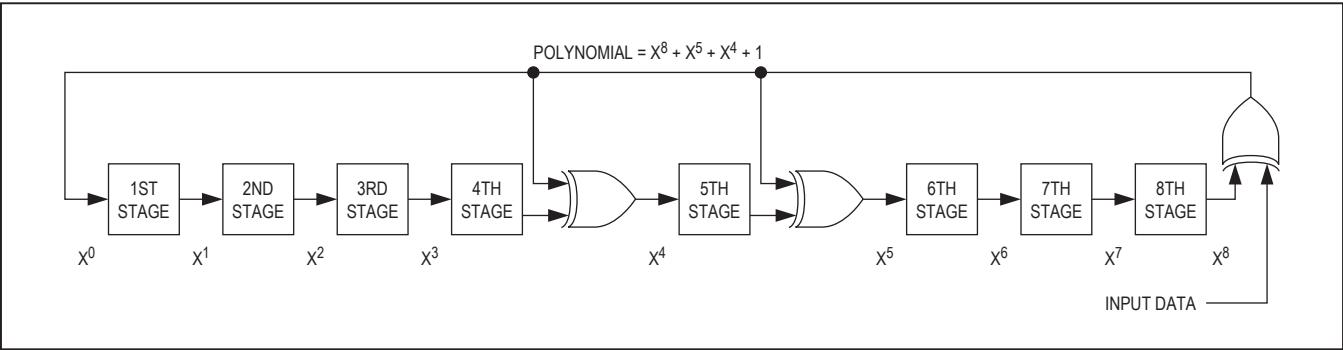 POLYNOMIAL = X⁸ + X⁵ + X⁴ + 1
1ST
STAGE
2ND
STAGE
3RD
STAGE
4TH
STAGE
5TH
STAGE
6TH
STAGE
7TH
STAGE
8TH
STAGE
X⁰
X¹
X²
X³
X⁴
X⁵
X⁶
X⁷
X⁸
INPUT DATA